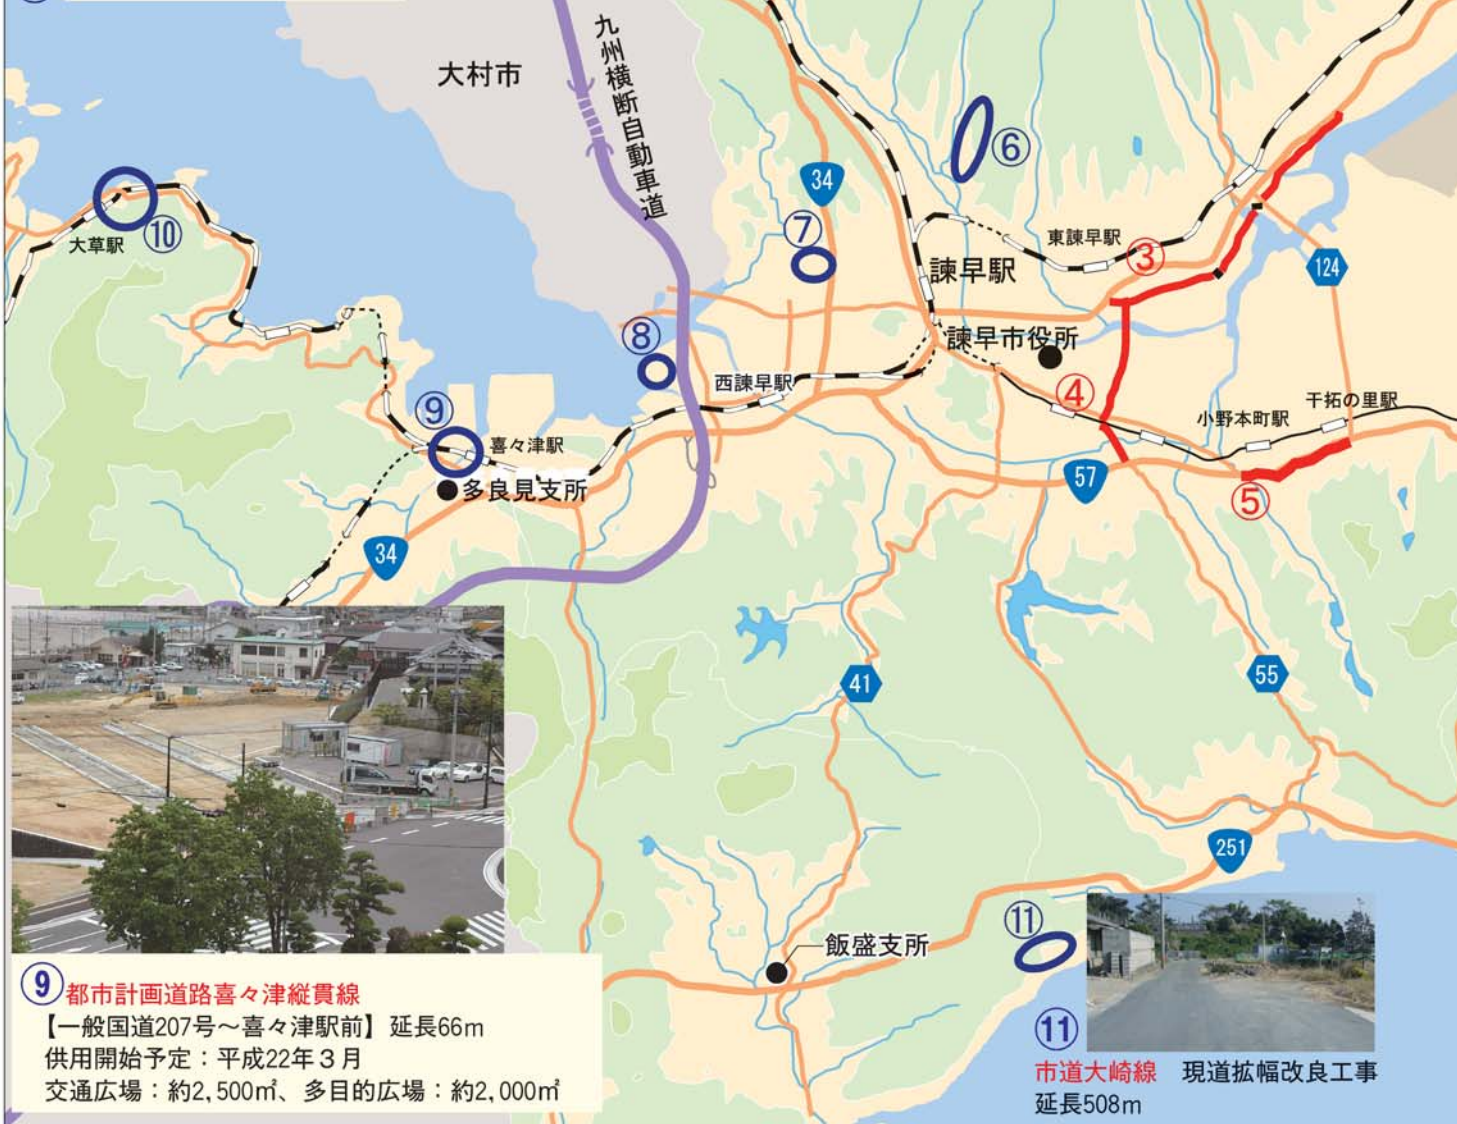 大村市
九州横断自動車道
⑥
34
⑦
東諫早駅
③
124
大草駅
⑩
諫早駅
⑧
諫早市役所
西諫早駅
④
干拓の里駅
小野本町駅
⑨
喜々津駅
多良見支所
57
⑤
34
41
55
251
⑪
飯盛支所
⑨都市計画道路喜々津縦貫線
【一般国道207号～喜々津駅前】延長66m
供用開始予定：平成22年３月
交通広場：約2,500㎡、多目的広場：約2,000㎡
⑪
市道大崎線 現道拡幅改良工事
延長508m